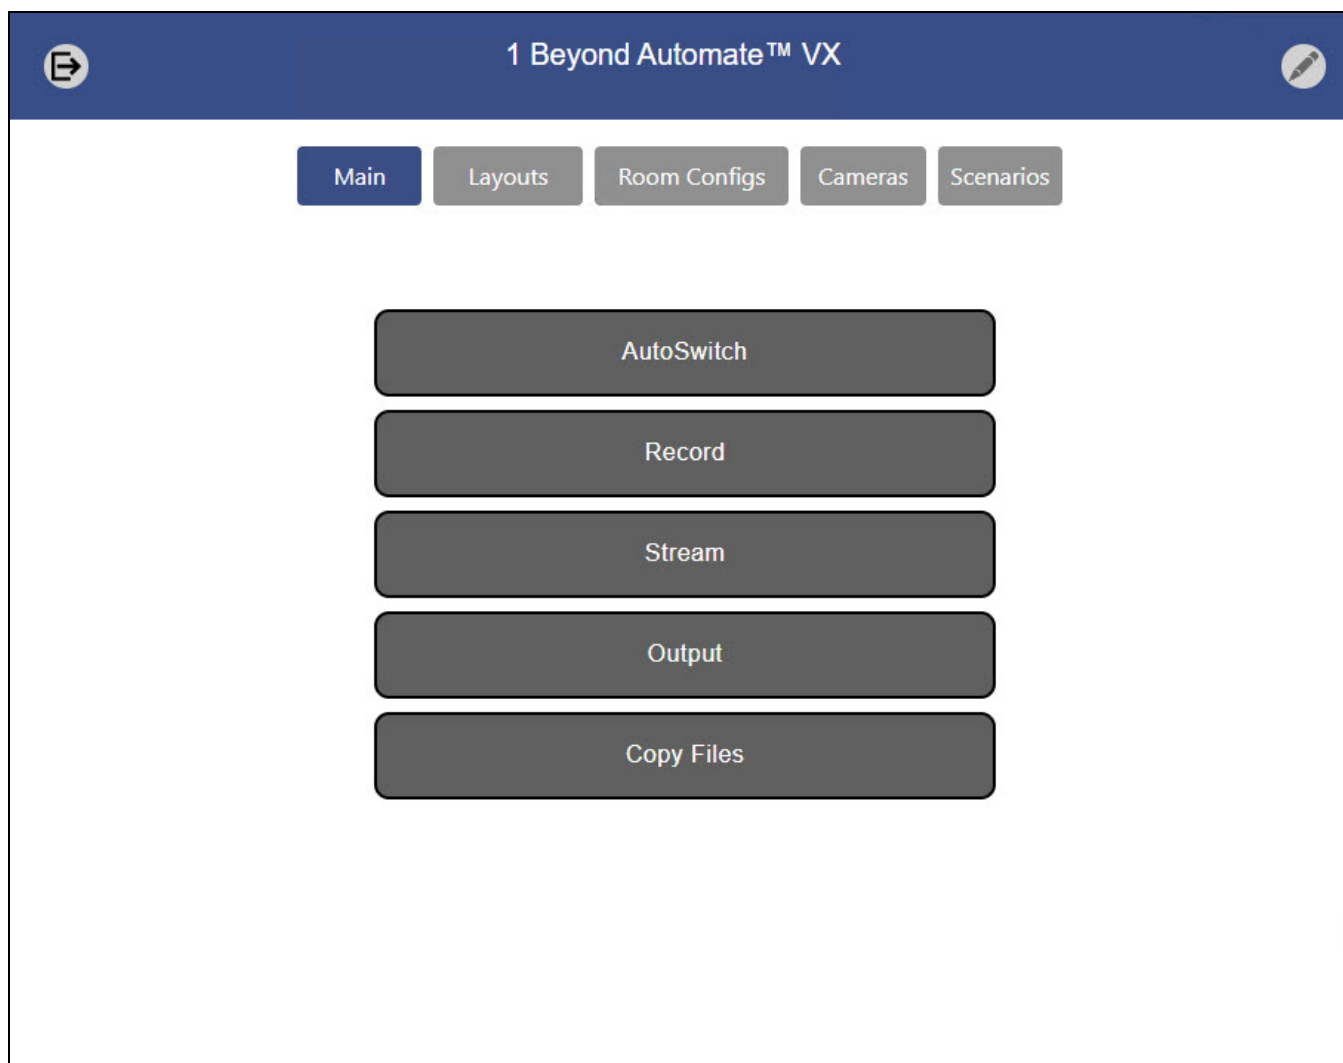 1 Beyond Automate™ VX
Main Layouts Room Configs Cameras Scenarios
AutoSwitch
Record
Stream
Output
Copy Files